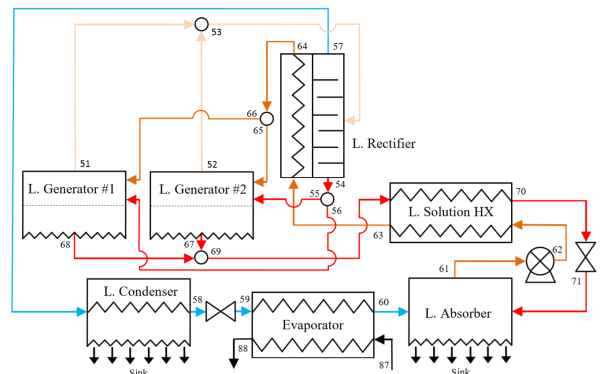 53
64
57
66
65
L. Rectifier
51
52
54
L. Generator #1
L. Generator #2
55
56
70
L. Solution HX
63
68
67
69
62
61
71
L. Condenser
58
59
60
Evaporator
L. Absorber
88
87
Sink
Sink